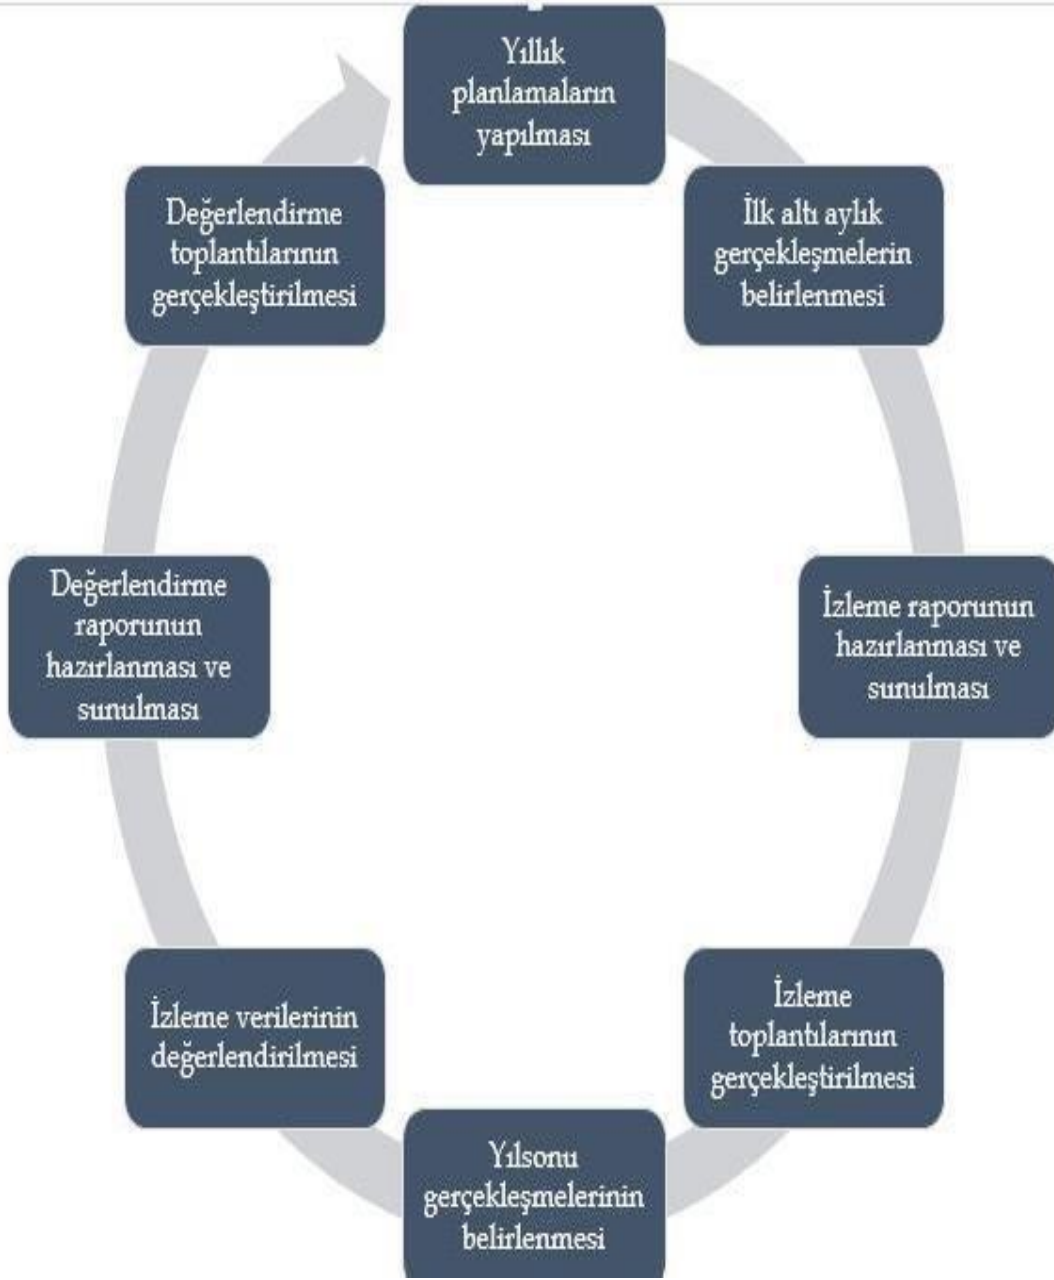 Yıllık
planlamaların
yapılması
İlk altı aylık
gerçekleşmelerin
belirlenmesi
İzleme raporunun
hazırlanması ve
sunulması
İzleme
toplantılarının
gerçekleştirilmesi
Yılsonu
gerçekleşmelerinin
belirlenmesi
İzleme verilerinin
değerlendirilmesi
Değerlendirme
raporunun
hazırlanması ve
sunulması
Değerlendirme
toplantılarının
gerçekleştirilmesi